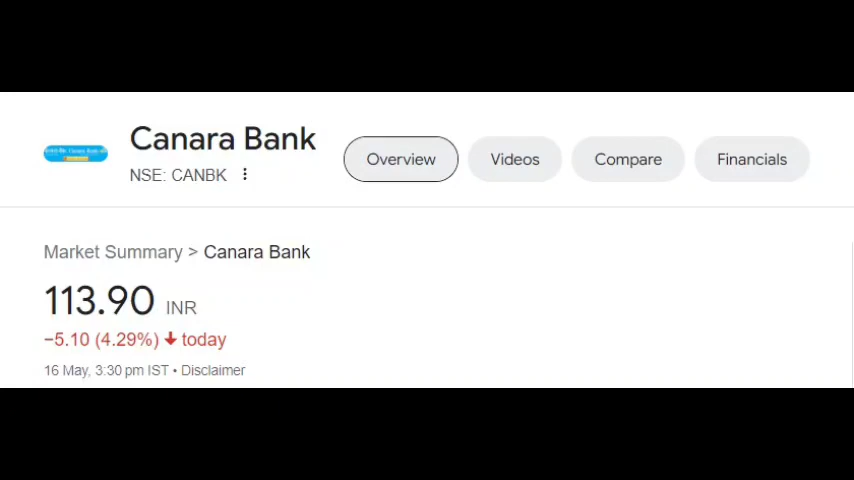 Canara Bank
NSE: CANBK
Overview
Videos
Compare
Financials
Market Summary > Canara Bank
113.90 INR
−5.10 (4.29%) ↓ today
16 May, 3:30 pm IST • Disclaimer